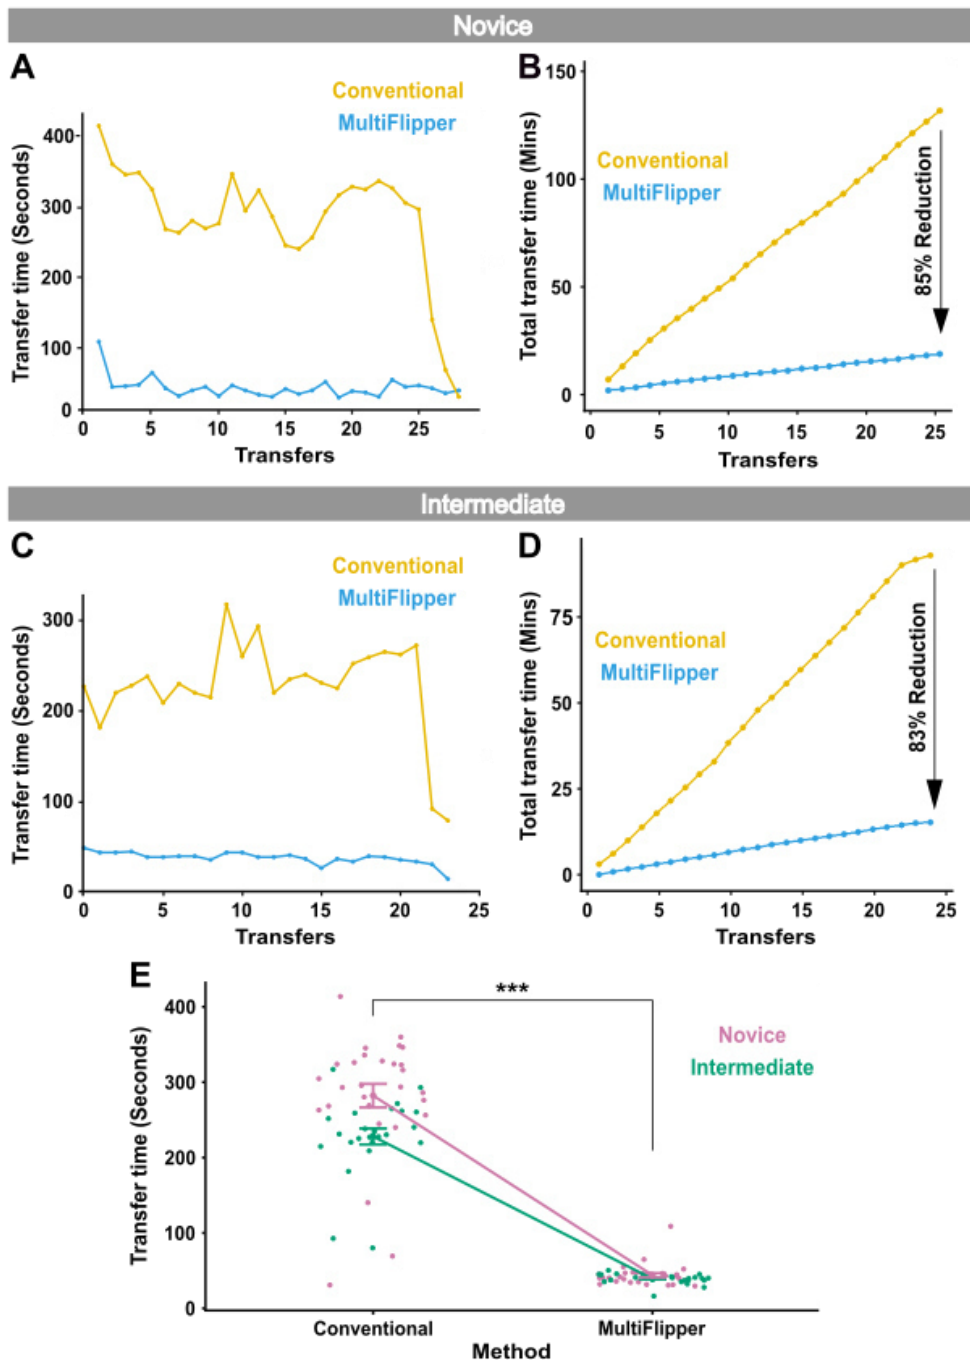 Novice
A
Conventional
MultiFlipper
Transfer time (Seconds)
400
300
200
100
0
0 5 10 15 20 25
Transfers
B
Conventional
MultiFlipper
85% Reduction
Total transfer time (Mins)
150
100
50
0
0 5 10 15 20 25
Transfers
Intermediate
C
Conventional
MultiFlipper
Transfer time (Seconds)
300
200
100
0
0 5 10 15 20 25
Transfers
D
Conventional
MultiFlipper
83% Reduction
Total transfer time (Mins)
75
50
25
0
0 5 10 15 20 25
Transfers
E
***
Novice
Intermediate
Transfer time (Seconds)
400
300
200
100
0
Conventional MultiFlipper
Method